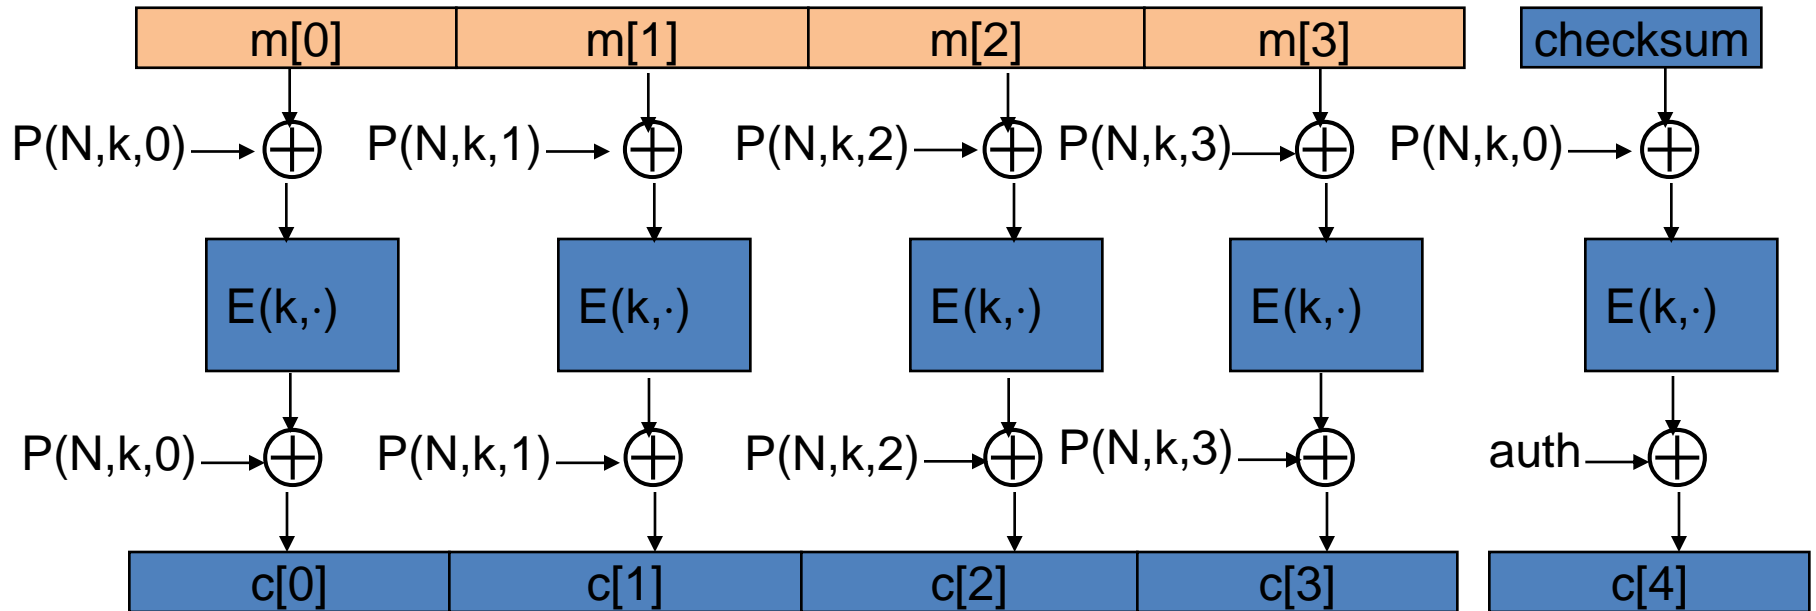 m[0] m[1] m[2] m[3] checksum
P(N,k,0) P(N,k,1) P(N,k,2) P(N,k,3) P(N,k,0)
E(k,·) E(k,·) E(k,·) E(k,·) E(k,·)
P(N,k,0) P(N,k,1) P(N,k,2) P(N,k,3) auth
c[0] c[1] c[2] c[3] c[4]